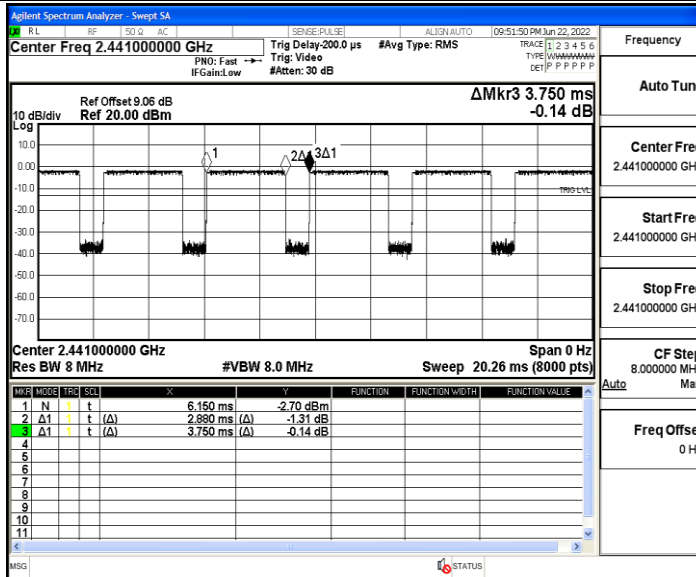 Agilent Spectrum Analyzer - Swept SA
RL RF 50 Ω AC SENSE:PULSE ALIGN AUTO 09:51:50 PM Jun 22, 2022
Center Freq 2.441000000 GHz
PNO: Fast
IFGain:Low
Trig Delay-200.0 µs
Trig: Video
#Atten: 30 dB
#Avg Type: RMS
TRACE 1 2 3 4 5 6
TYPE
DET P P P P P P
Frequency
ΔMkr3 3.750 ms
-0.14 dB
Ref Offset 9.06 dB
10 dB/div Ref 20.00 dBm
Log
10.0
0.00
-10.0
-20.0
-30.0
-40.0
-50.0
-60.0
-70.0
1
2Δ1
3Δ1
TRIG LVL
Center 2.441000000 GHz Span 0 Hz
Res BW 8 MHz #VBW 8.0 MHz Sweep 20.26 ms (8000 pts)
MKR MODE TRC SCL X Y FUNCTION FUNCTION WIDTH FUNCTION VALUE
1 N 1 t 6.150 ms -2.70 dBm
2 Δ1 1 t (Δ) 2.880 ms (Δ) -1.31 dB
3 Δ1 1 t (Δ) 3.750 ms (Δ) -0.14 dB
4
5
6
7
8
9
10
11
MSG STATUS
Auto Tun
Center Fre
2.441000000 GH
Start Fre
2.441000000 GH
Stop Fre
2.441000000 GH
CF Step
8.000000 MH
Auto Ma
Freq Offse
0 H